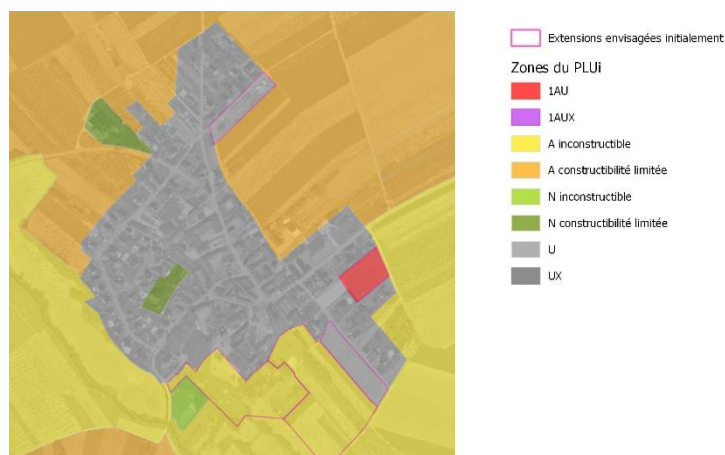 Extensions envisagées initialement
Zones du PLUi
1AU
1AUX
A inconstructible
A constructibilité limitée
N inconstructible
N constructibilité limitée
U
UX